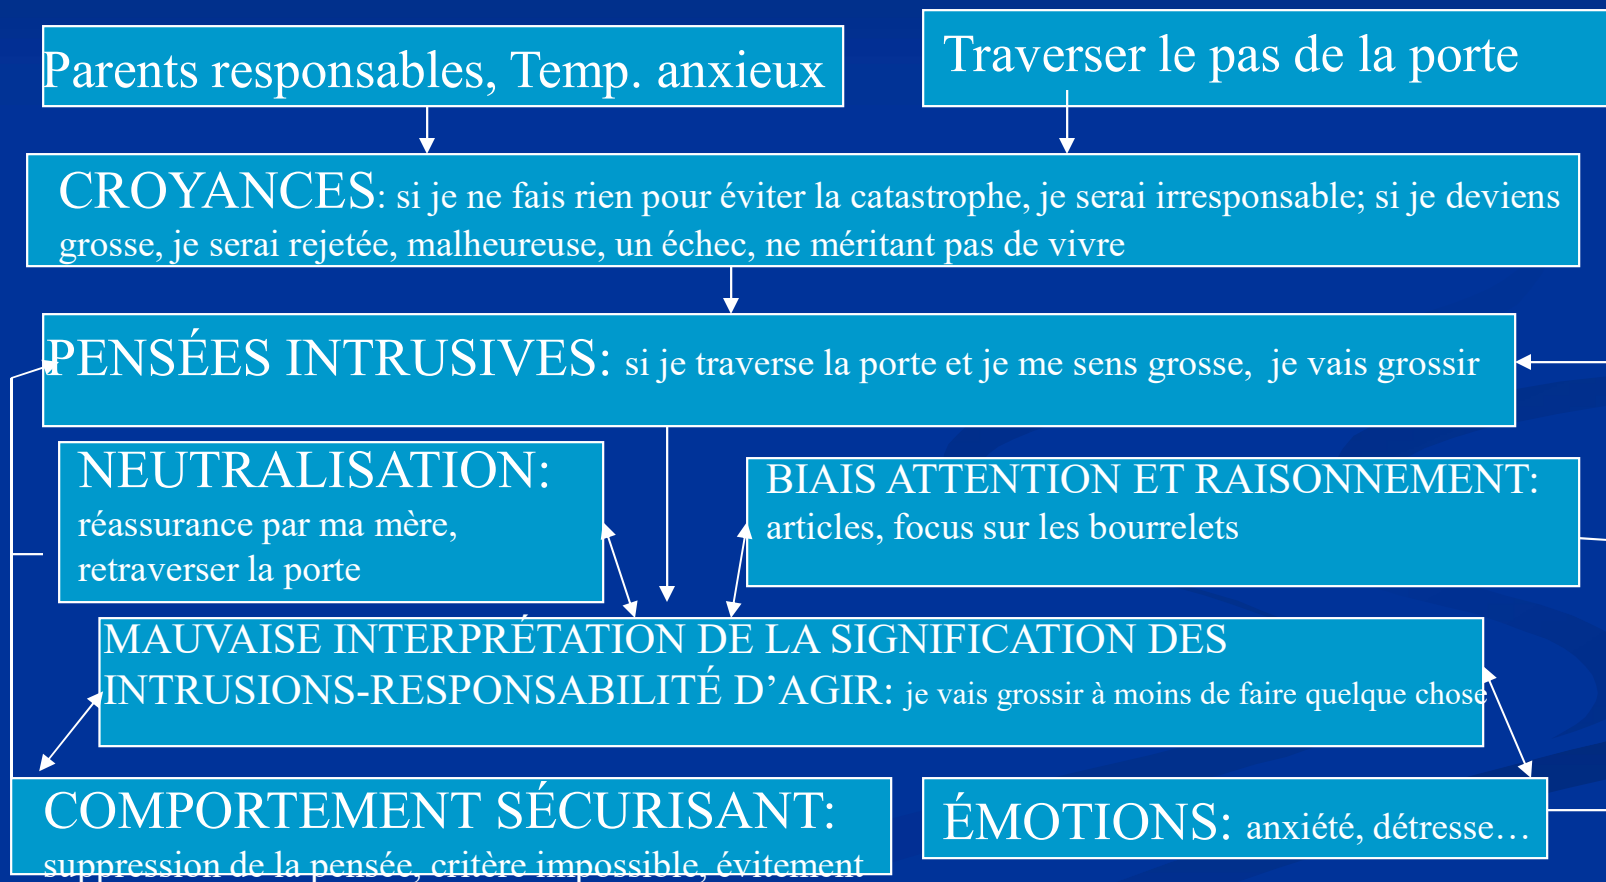 Parents responsables, Temp. anxieux
Traverser le pas de la porte
CROYANCES: si je ne fais rien pour éviter la catastrophe, je serai irresponsable; si je deviens
grosse, je serai rejetée, malheureuse, un échec, ne méritant pas de vivre
PENSÉES INTRUSIVES: si je traverse la porte et je me sens grosse, je vais grossir
NEUTRALISATION:
réassurance par ma mère,
retraverser la porte
BIAIS ATTENTION ET RAISONNEMENT:
articles, focus sur les bourrelets
MAUVAISE INTERPRÉTATION DE LA SIGNIFICATION DES
INTRUSIONS-RESPONSABILITÉ D’AGIR: je vais grossir à moins de faire quelque chose
COMPORTEMENT SÉCURISANT:
suppression de la pensée, critère impossible, évitement
ÉMOTIONS: anxiété, détresse…